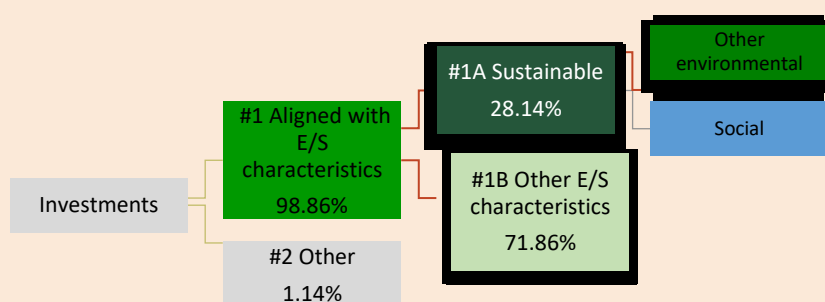 Investments
#1 Aligned with
E/S
characteristics
98.86%
#2 Other
1.14%
#1A Sustainable
28.14%
#1B Other E/S
characteristics
71.86%
Other
environmental
Social